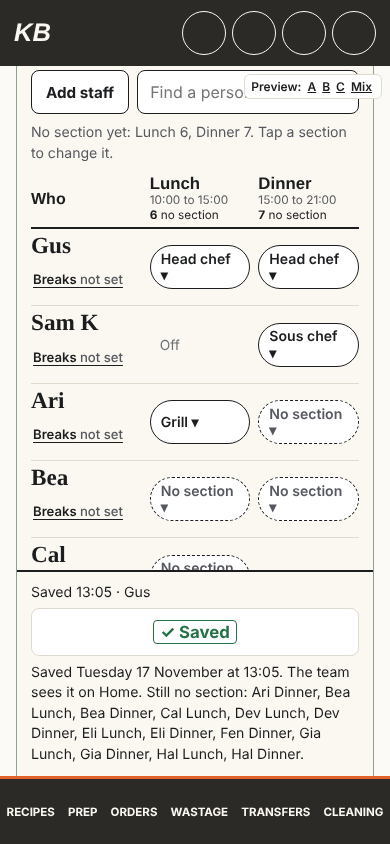 KB
Add staff
Preview: A B C Mix
No section yet: Lunch 6, Dinner 7. Tap a section
to change it.
Who
Lunch
10:00 to 15:00
6 no section
Dinner
15:00 to 21:00
7 no section
Gus
Breaks not set
Head chef ▾
Head chef ▾
Sam K
Breaks not set
Off
Sous chef ▾
Ari
Breaks not set
Grill ▾
No section ▾
Bea
Breaks not set
No section ▾
No section ▾
Cal
No section
Saved 13:05 · Gus
✓ Saved
Saved Tuesday 17 November at 13:05. The team
sees it on Home. Still no section: Ari Dinner, Bea
Lunch, Bea Dinner, Cal Lunch, Dev Lunch, Dev
Dinner, Eli Lunch, Eli Dinner, Fen Dinner, Gia
Lunch, Gia Dinner, Hal Lunch, Hal Dinner.
RECIPES PREP ORDERS WASTAGE TRANSFERS CLEANING